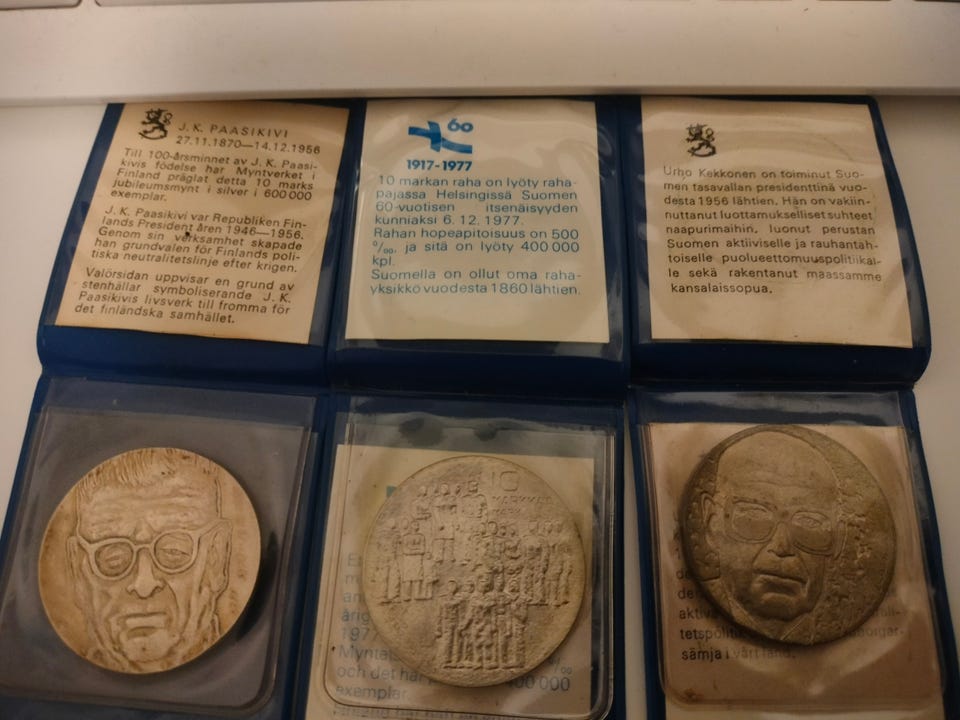 J. K. PAASIKIVI
27.11.1870—14.12.1956
Till 100-årsminnet av J. K. Paasi-
kivis födelse har Myntverket i
Finland präglat detta 10 marks
jubileumsmynt i silver i 600 000
exemplar.
J. K. Paasikivi var Republiken Fin-
lands President åren 1946—1956.
Genom sin verksamhet skapade
han grundvalen för Finlands poli-
tiska neutralitetslinje efter kriget.
Valörsidan uppvisar en grund av
stenhällar symboliserande J. K.
Paasikivis livsverk till fromma för
det finländska samhället.
60
1917-1977
10 markan raha on lyöty raha-
pajassa Helsingissä Suomen
60-vuotisen itsenäisyyden
kunniaksi 6. 12. 1977.
Rahan hopeapitoisuus on 500
‰, ja sitä on lyöty 400 000
kpl.
Suomella on ollut oma raha-
yksikkö vuodesta 1860 lähtien.
Urho Kekkonen on toiminut Suo-
men tasavallan presidenttinä vuo-
desta 1956 lähtien. Hän on vakiin-
nuttanut luottamukselliset suhteet
naapurimaihin, luonut perustan
Suomen aktiiviselle ja rauhantah-
toiselle puolueettomuuspolitiikal-
le sekä rakentanut maassamme
kansalaissopua.
10
MARKKAA
MARK
årig
1977
Myntat
och det har
400 000
exemplar.
‰
de
aktiv
tetspolit
sämja i vårt land.